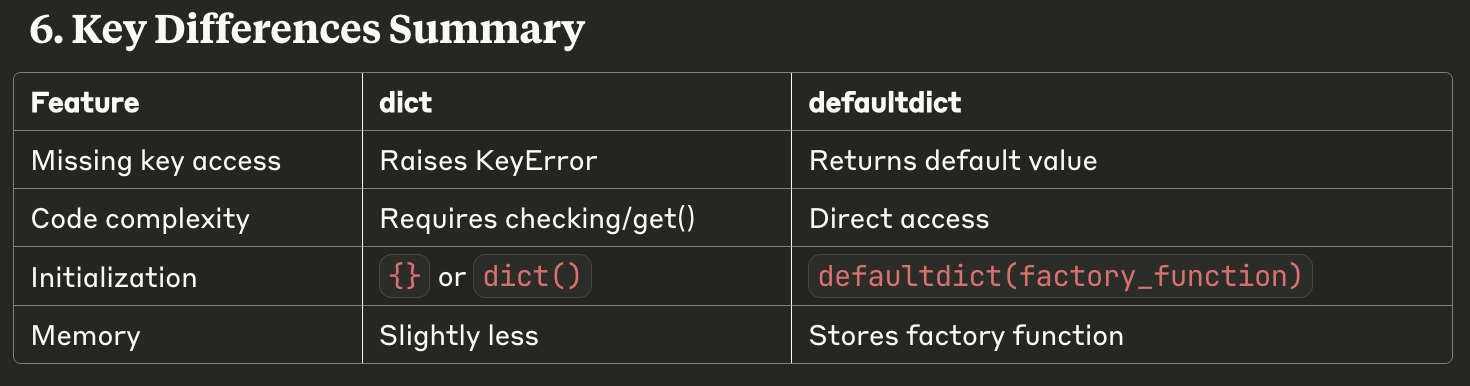 6. Key Differences Summary
Feature dict defaultdict
Missing key access Raises KeyError Returns default value
Code complexity Requires checking/get() Direct access
Initialization {} or dict() defaultdict(factory_function)
Memory Slightly less Stores factory function